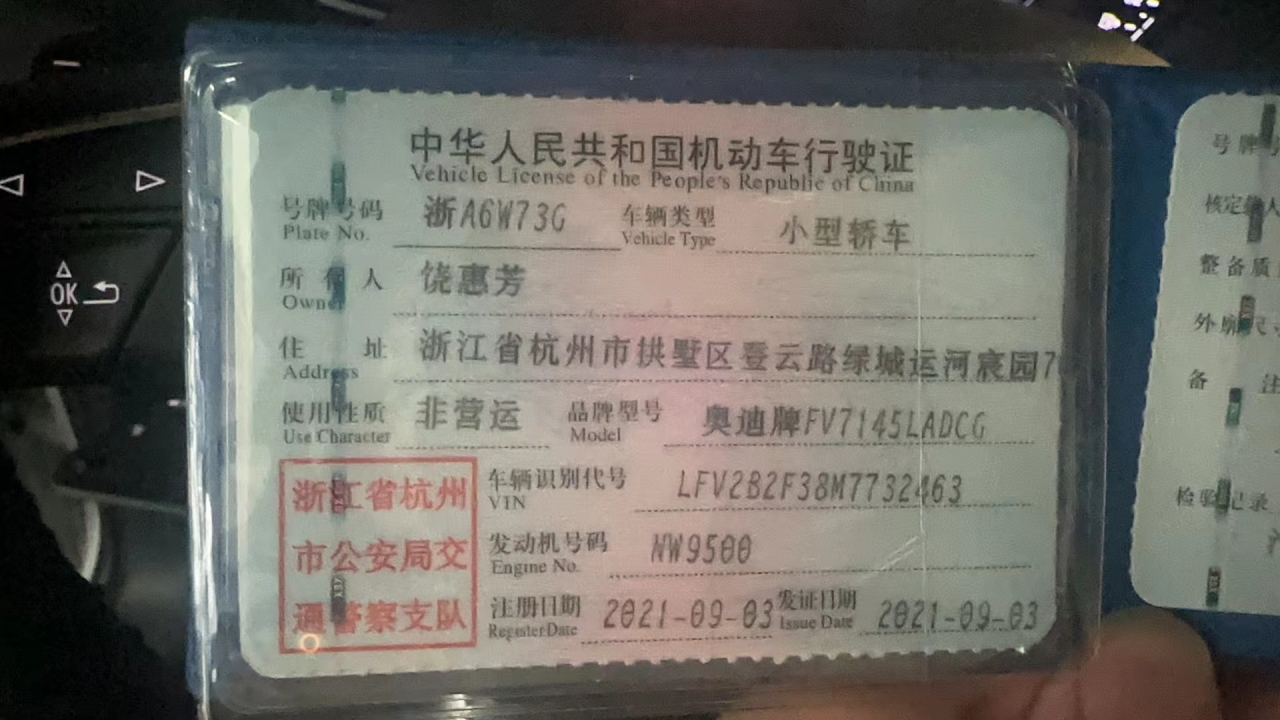 中华人民共和国机动车行驶证
Vehicle License of the People's Republic of China
号牌号码 浙A6W73G 车辆类型 小型轿车
Plate No. Vehicle Type
所有人 饶惠芳
Owner
住址 浙江省杭州市拱墅区登云路绿城运河宸园7
Address
使用性质 非营运 品牌型号 奥迪牌FV7145LADCG
Use Character Model
浙江省杭州
市公安局交
通警察支队
车辆识别代号 LFV2B2F38M7732463
VIN
发动机号码 NW9500
Engine No.
注册日期 2021-09-03 发证日期 2021-09-03
Register Date Issue Date
OK
号牌号
核定载人
整备质
外廓尺
备 注
检验记录